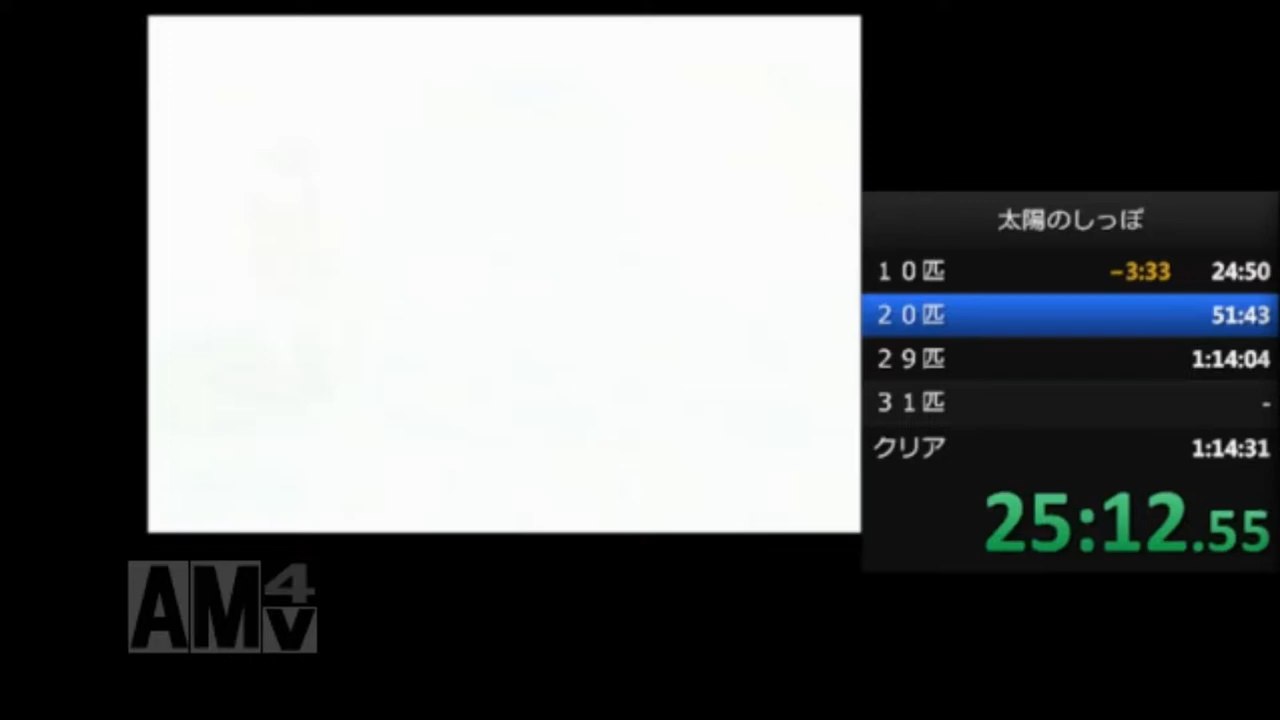 太陽のしっぽ
１０匹 −3:33 24:50
２０匹 51:43
２９匹 1:14:04
３１匹 -
クリア 1:14:31
25:12.55
AM4v